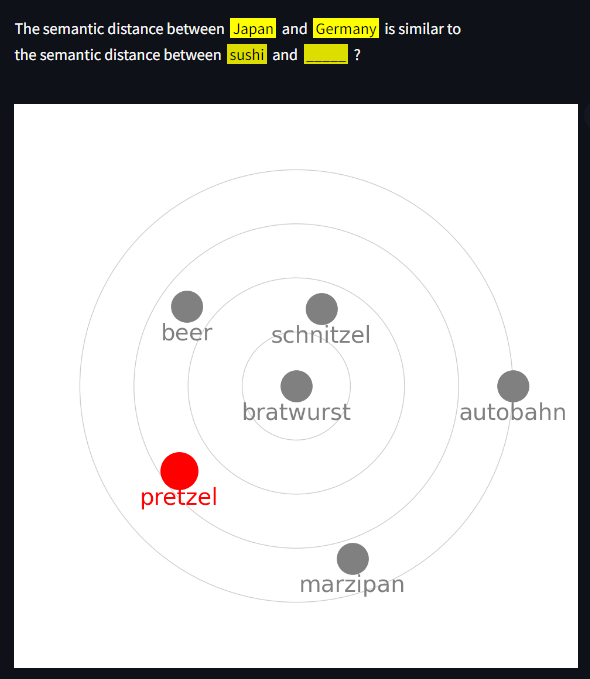 The semantic distance between Japan and Germany is similar to
the semantic distance between sushi and _____ ?
beer
schnitzel
bratwurst
autobahn
pretzel
marzipan